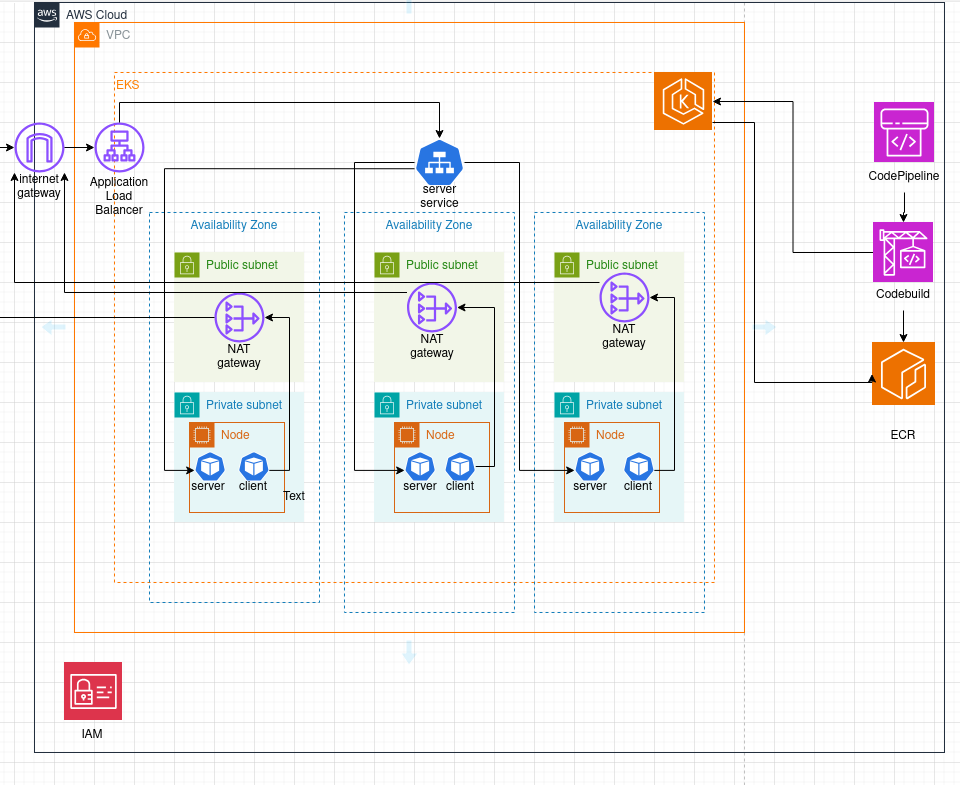 aws
AWS Cloud
VPC
EKS
K
internet
gateway
Application
Load
Balancer
server
service
</>
CodePipeline
</>
Codebuild
ECR
Availability Zone
Availability Zone
Availability Zone
Public subnet
Public subnet
Public subnet
NAT
gateway
NAT
gateway
NAT
gateway
Private subnet
Private subnet
Private subnet
Node
Node
Node
server
client
server
client
server
client
Text
IAM